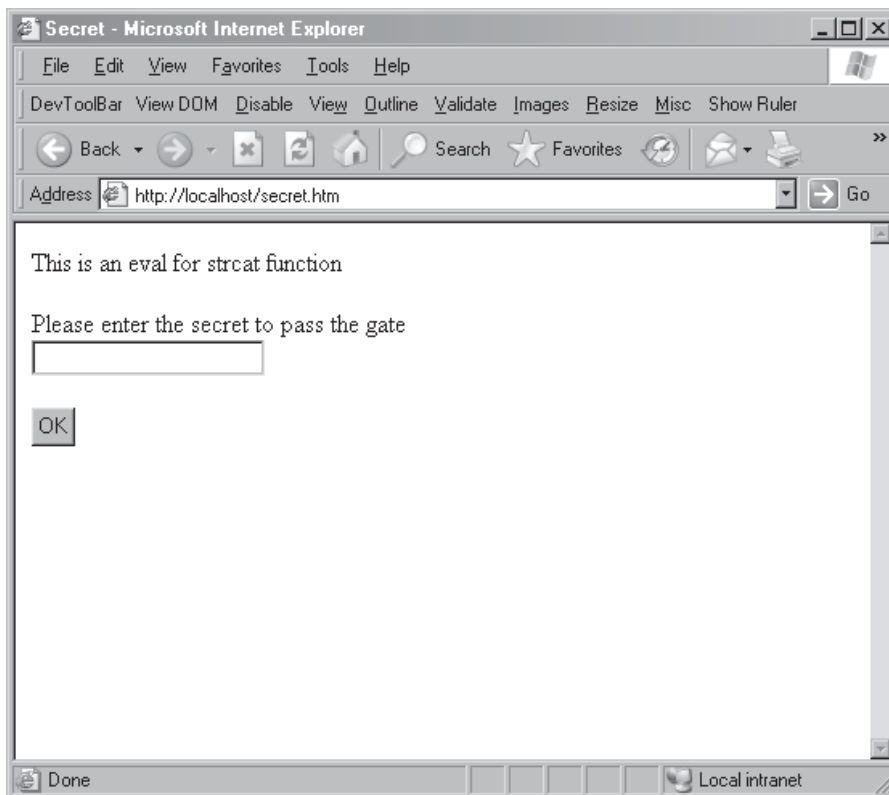 Secret - Microsoft Internet Explorer
File Edit View Favorites Tools Help
DevToolBar View DOM Disable View Outline Validate Images Resize Misc Show Ruler
Back Search Favorites »
Address http://localhost/secret.htm Go
This is an eval for strcat function
Please enter the secret to pass the gate
OK
Done Local intranet